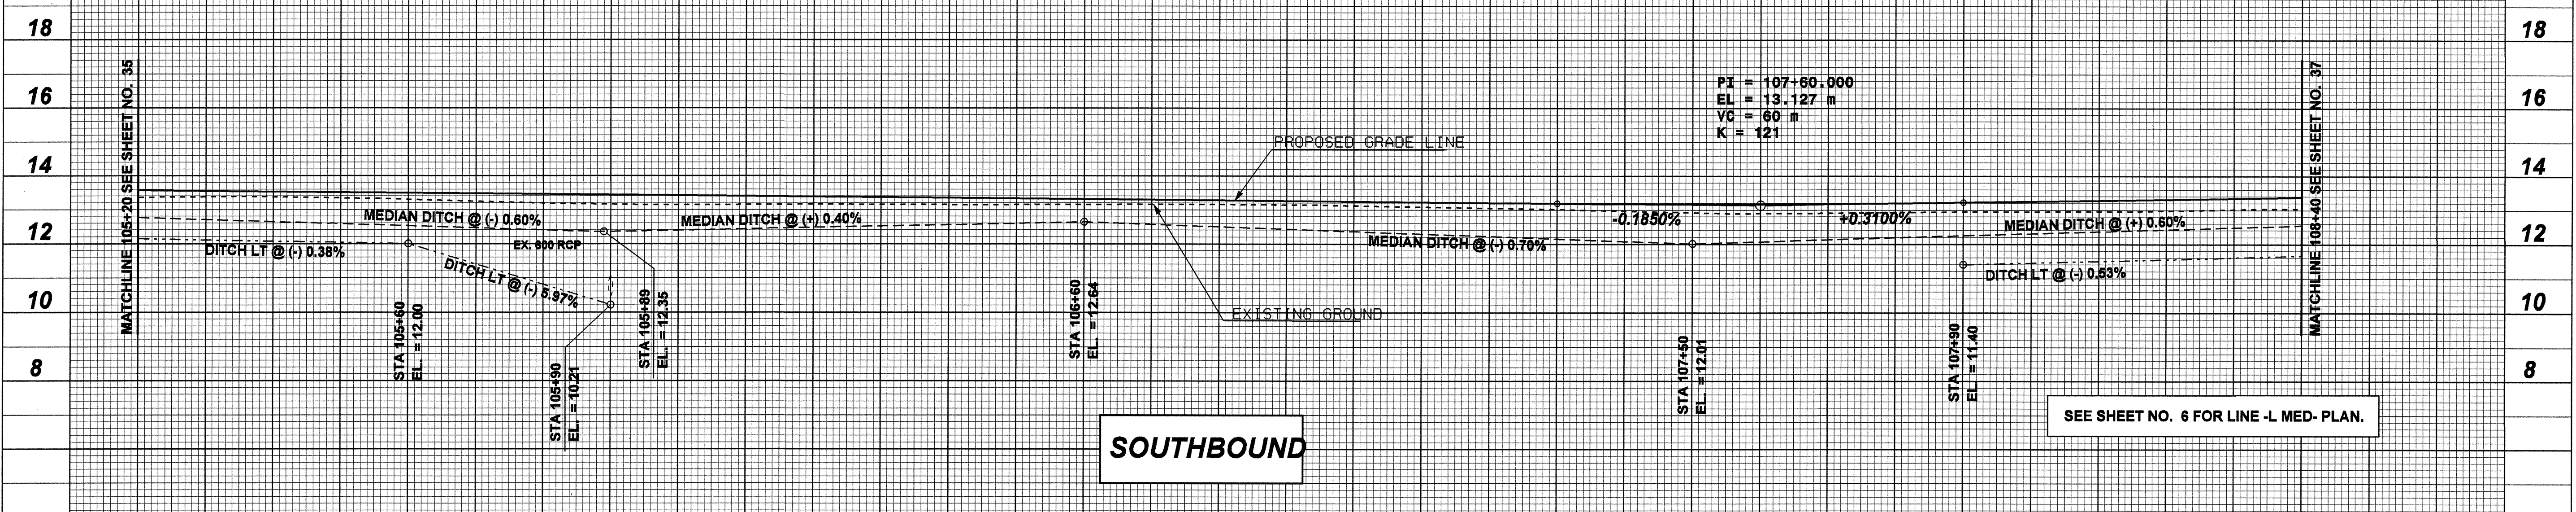 18
18
16
16
14
14
12
12
10
10
8
8
MATCHLINE 105+20 SEE SHEET NO. 35
MEDIAN DITCH @ (-) 0.60%
DITCH LT @ (-) 0.38%
EX. 600 RCP
DITCH LT @ (-) 5.97%
STA 105+60
EL. = 12.00
STA 105+90
EL. = 10.21
STA 105+89
EL. = 12.35
MEDIAN DITCH @ (+) 0.40%
STA 106+60
EL. = 12.64
PROPOSED GRADE LINE
EXISTING GROUND
MEDIAN DITCH @ (-) 0.70%
PI = 107+60.000
EL = 13.127 m
VC = 60 m
K = 121
-0.1850%
+0.3100%
STA 107+50
EL. = 12.01
MEDIAN DITCH @ (+) 0.60%
DITCH LT @ (-) 0.53%
STA 107+90
EL. = 11.40
MATCHLINE 108+40 SEE SHEET NO. 37
SEE SHEET NO. 6 FOR LINE -L MED- PLAN.
SOUTHBOUND